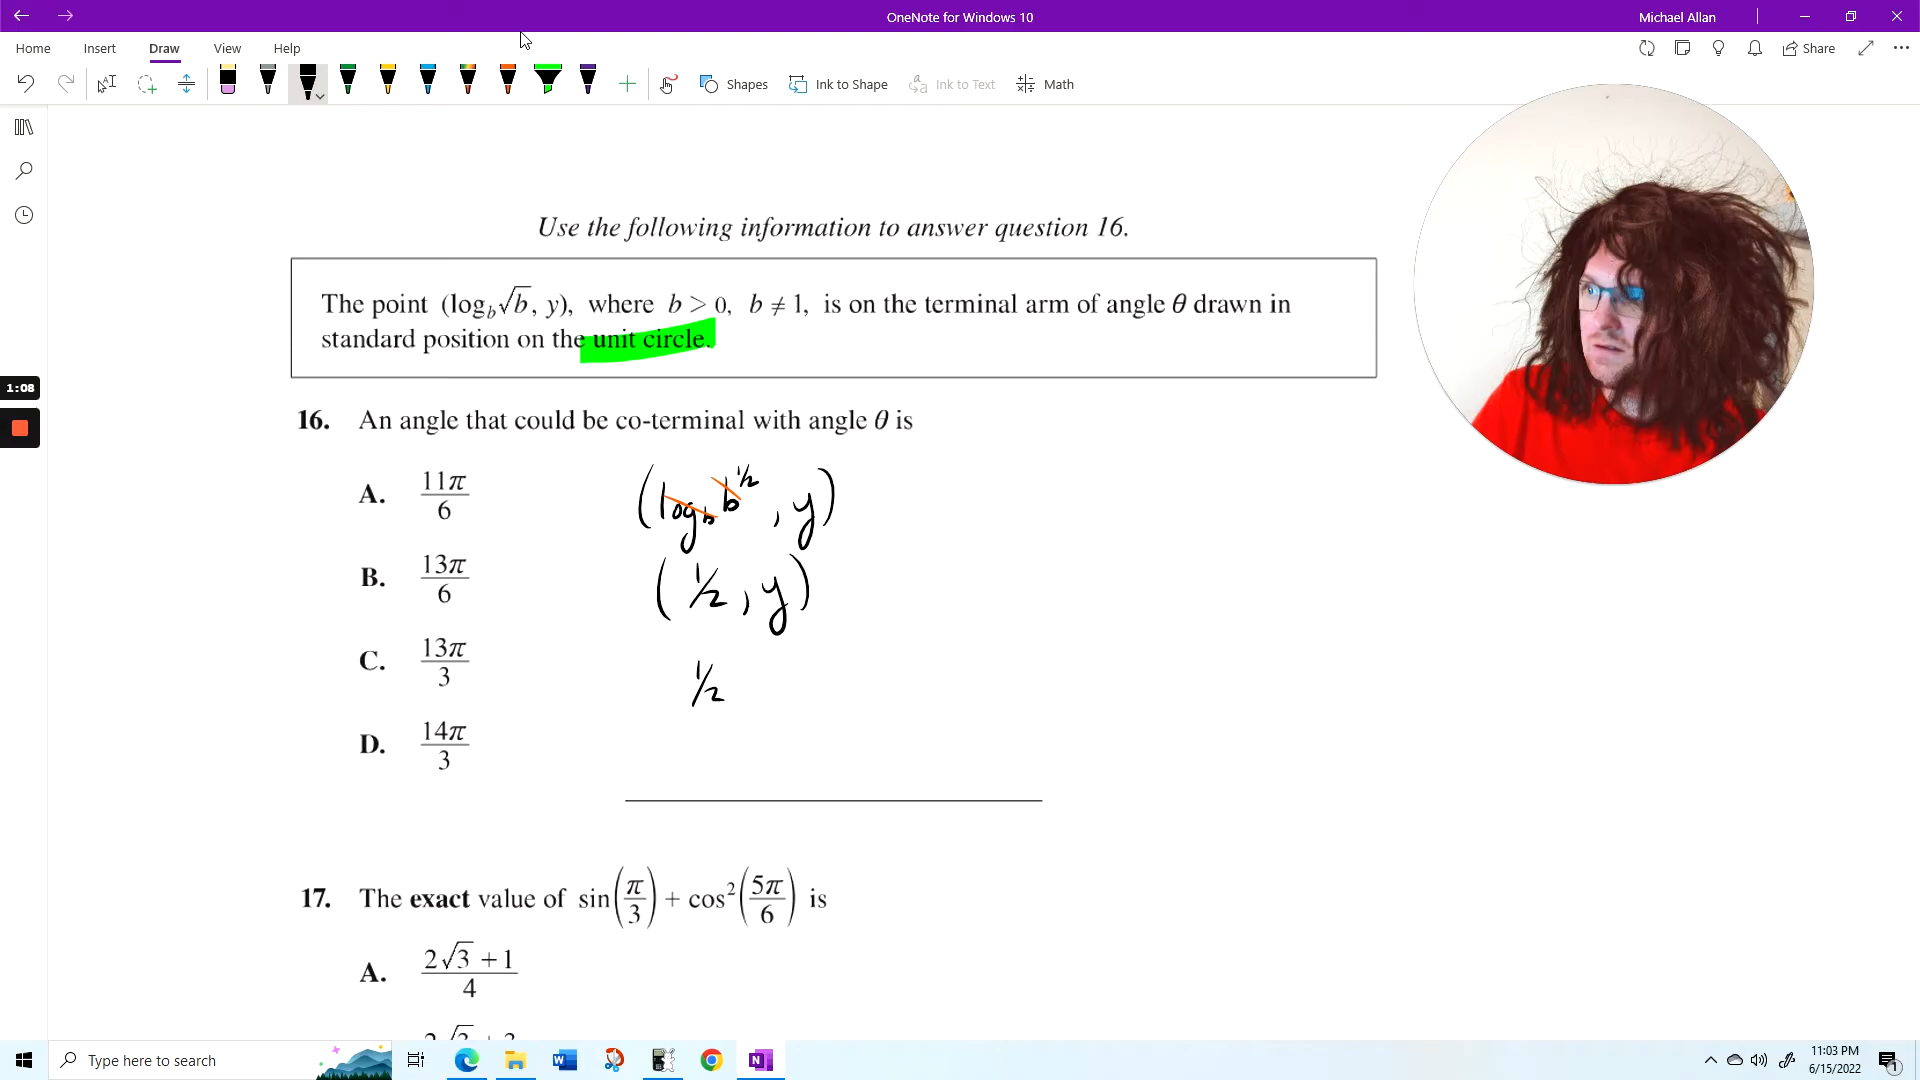 OneNote for Windows 10
Michael Allan
Home Insert Draw View Help
Share
Shapes Ink to Shape Ink to Text Math
Use the following information to answer question 16.
The point (log_b√b, y), where b > 0, b ≠ 1, is on the terminal arm of angle θ drawn in
standard position on the unit circle.
1:08
16. An angle that could be co-terminal with angle θ is
A. 11π/6
B. 13π/6
C. 13π/3
D. 14π/3
(log_b b^1/2, y)
(1/2, y)
1/2
17. The exact value of sin(π/3) + cos²(5π/6) is
A. (2√3 + 1)/4
Type here to search
11:03 PM
6/15/2022
1